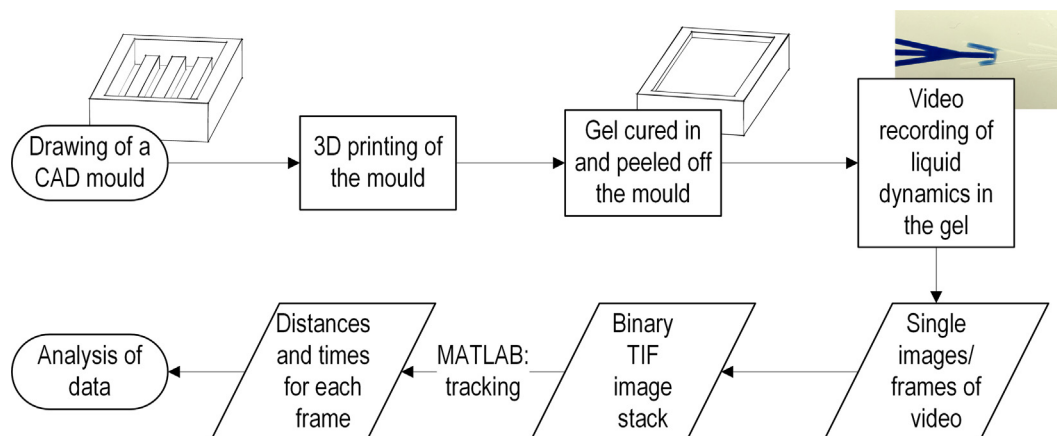 Drawing of a
CAD mould
3D printing of
the mould
Gel cured in
and peeled off
the mould
Video
recording of
liquid
dynamics in
the gel
Single
images/
frames of
video
Binary
TIF
image
stack
MATLAB:
tracking
Distances
and times
for each
frame
Analysis of
data